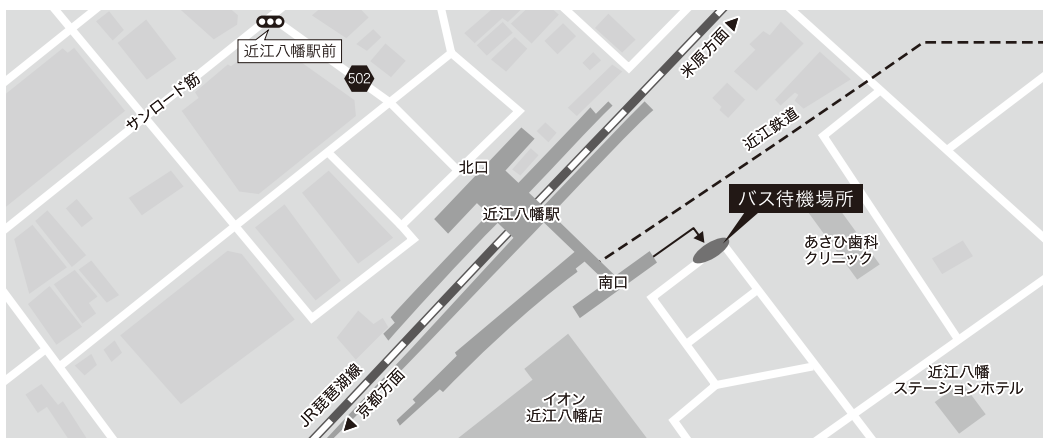 近江八幡駅前
502
サンロード筋
米原方面
近江鉄道
北口
近江八幡駅
バス待機場所
あさひ歯科
クリニック
南口
JR琵琶湖線
京都方面
イオン
近江八幡店
近江八幡
ステーションホテル